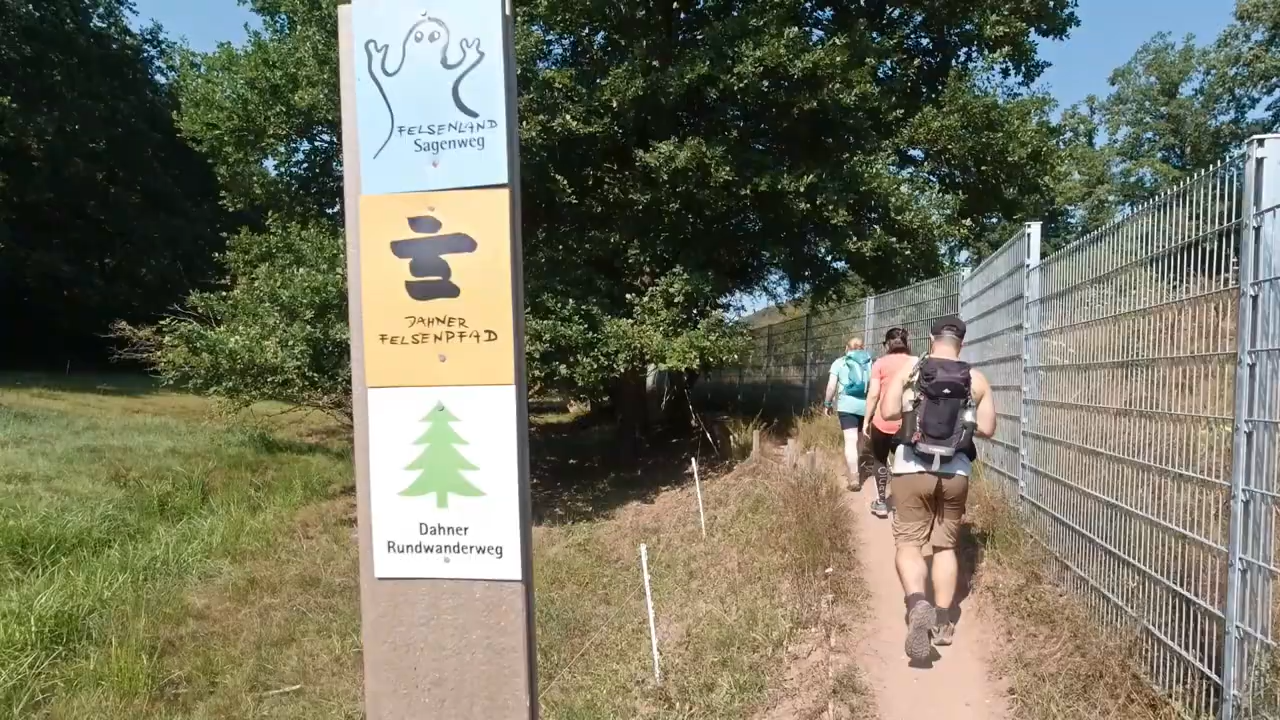 FELSENLAND
Sagenweg
DAHNER
FELSENPFAD
Dahner
Rundwanderweg